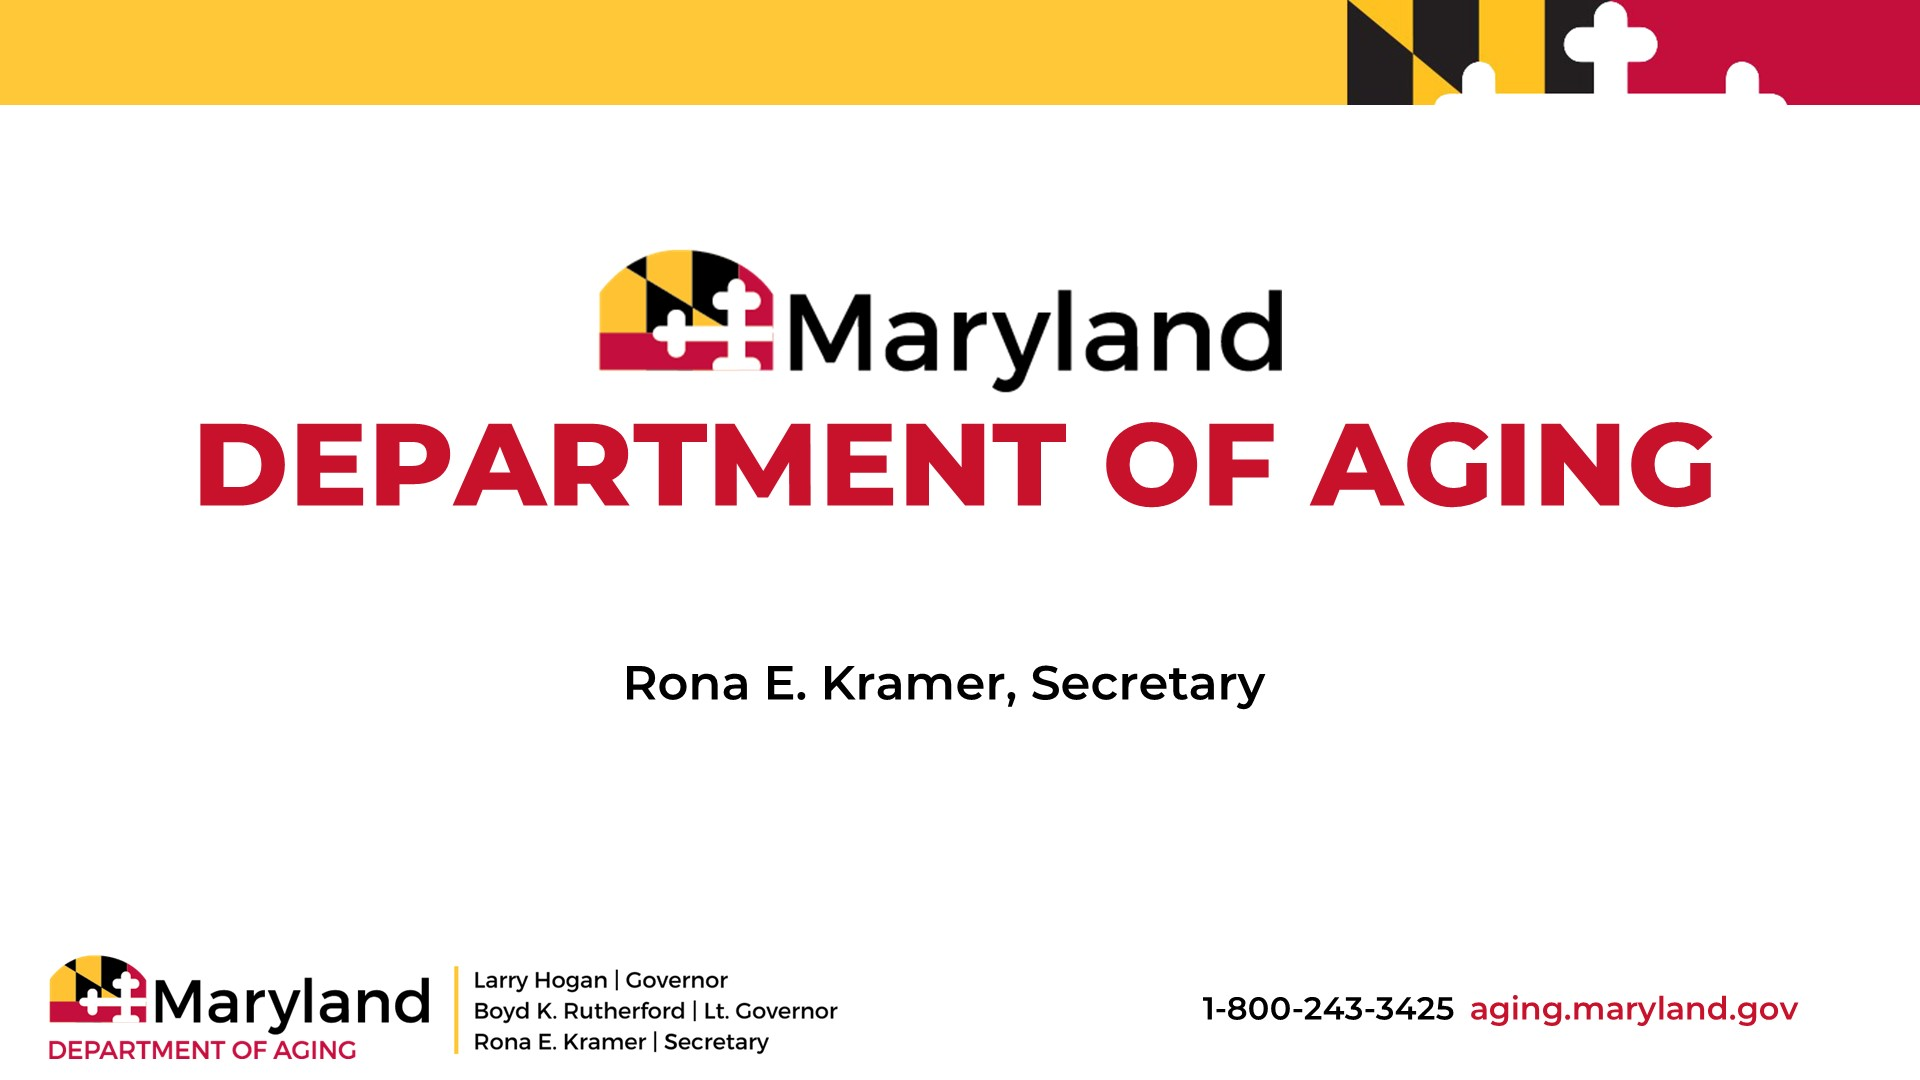 Maryland
DEPARTMENT OF AGING
Rona E. Kramer, Secretary
Maryland
DEPARTMENT OF AGING
Larry Hogan | Governor
Boyd K. Rutherford | Lt. Governor
Rona E. Kramer | Secretary
1-800-243-3425 aging.maryland.gov